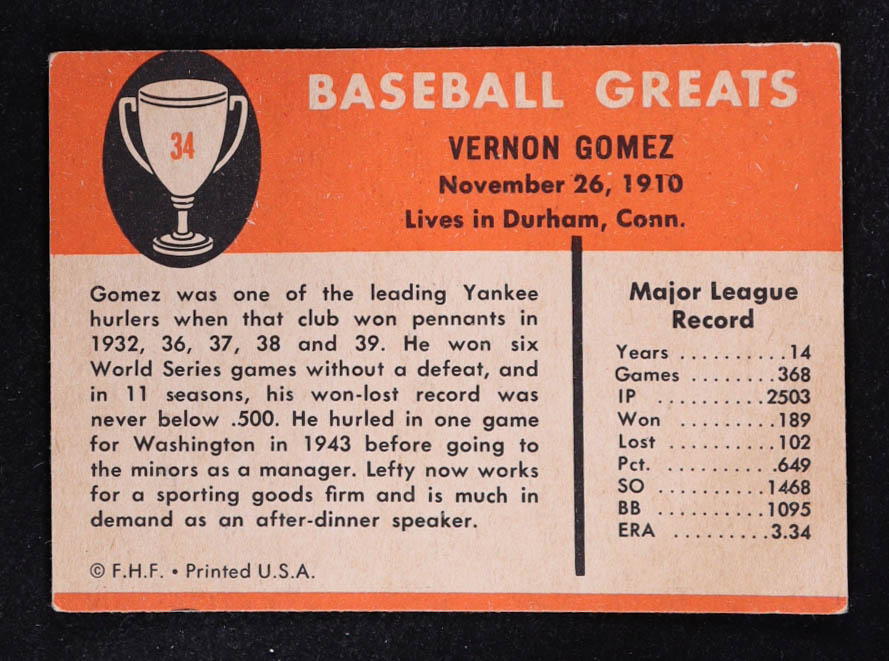 34
BASEBALL GREATS
VERNON GOMEZ
November 26, 1910
Lives in Durham, Conn.
Gomez was one of the leading Yankee
hurlers when that club won pennants in
1932, 36, 37, 38 and 39. He won six
World Series games without a defeat, and
in 11 seasons, his won-lost record was
never below .500. He hurled in one game
for Washington in 1943 before going to
the minors as a manager. Lefty now works
for a sporting goods firm and is much in
demand as an after-dinner speaker.
© F.H.F. • Printed U.S.A.
Major League
Record
Years ..........14
Games ........368
IP ..........2503
Won .........189
Lost ..........102
Pct. ..........649
SO ..........1468
BB ..........1095
ERA .........3.34